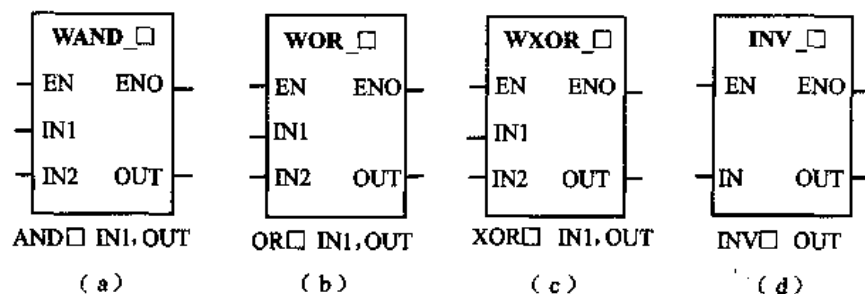 WAND_□ WOR_□ WXOR_□ INV_□
EN ENO EN ENO EN ENO EN ENO
IN1 IN1 IN1
IN2 OUT IN2 OUT IN2 OUT IN OUT
AND□ IN1,OUT OR□ IN1,OUT XOR□ IN1,OUT INV□ OUT
(a) (b) (c) (d)